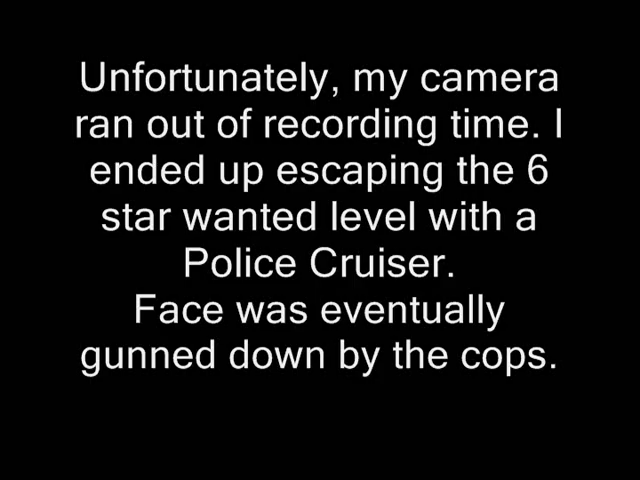 Unfortunately, my camera
ran out of recording time. I
ended up escaping the 6
star wanted level with a
Police Cruiser.
Face was eventually
gunned down by the cops.